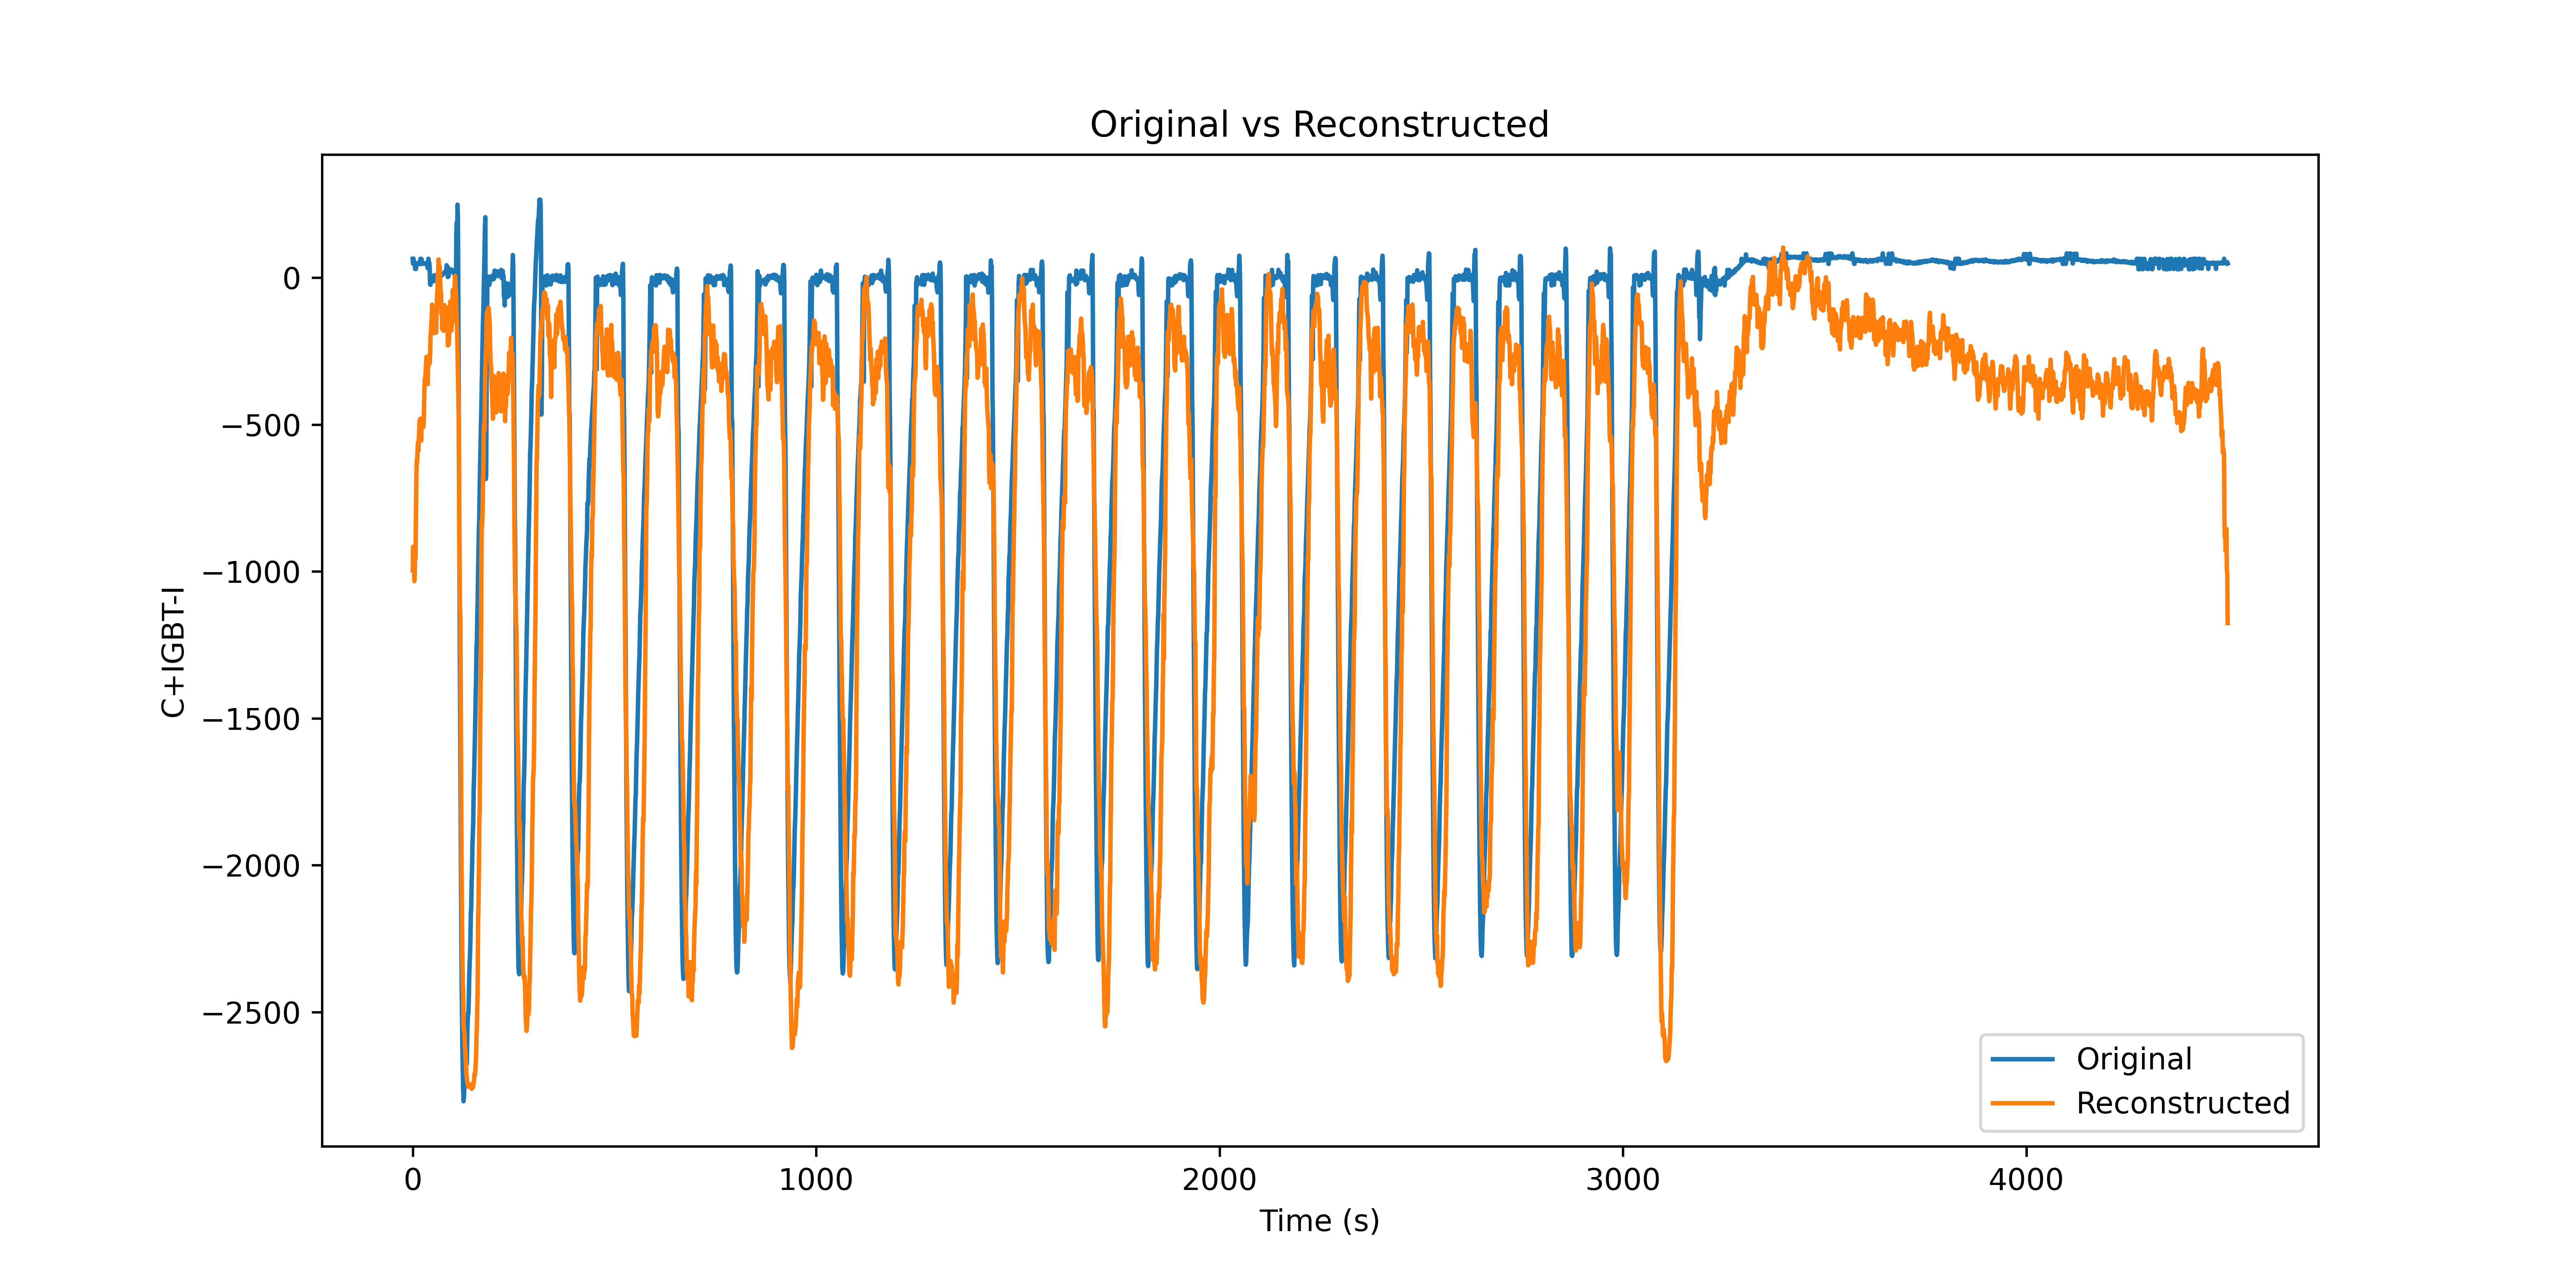 Original vs Reconstructed
C+IGBT-I
0
−500
−1000
−1500
−2000
−2500
0
1000
2000
3000
4000
Time (s)
Original
Reconstructed